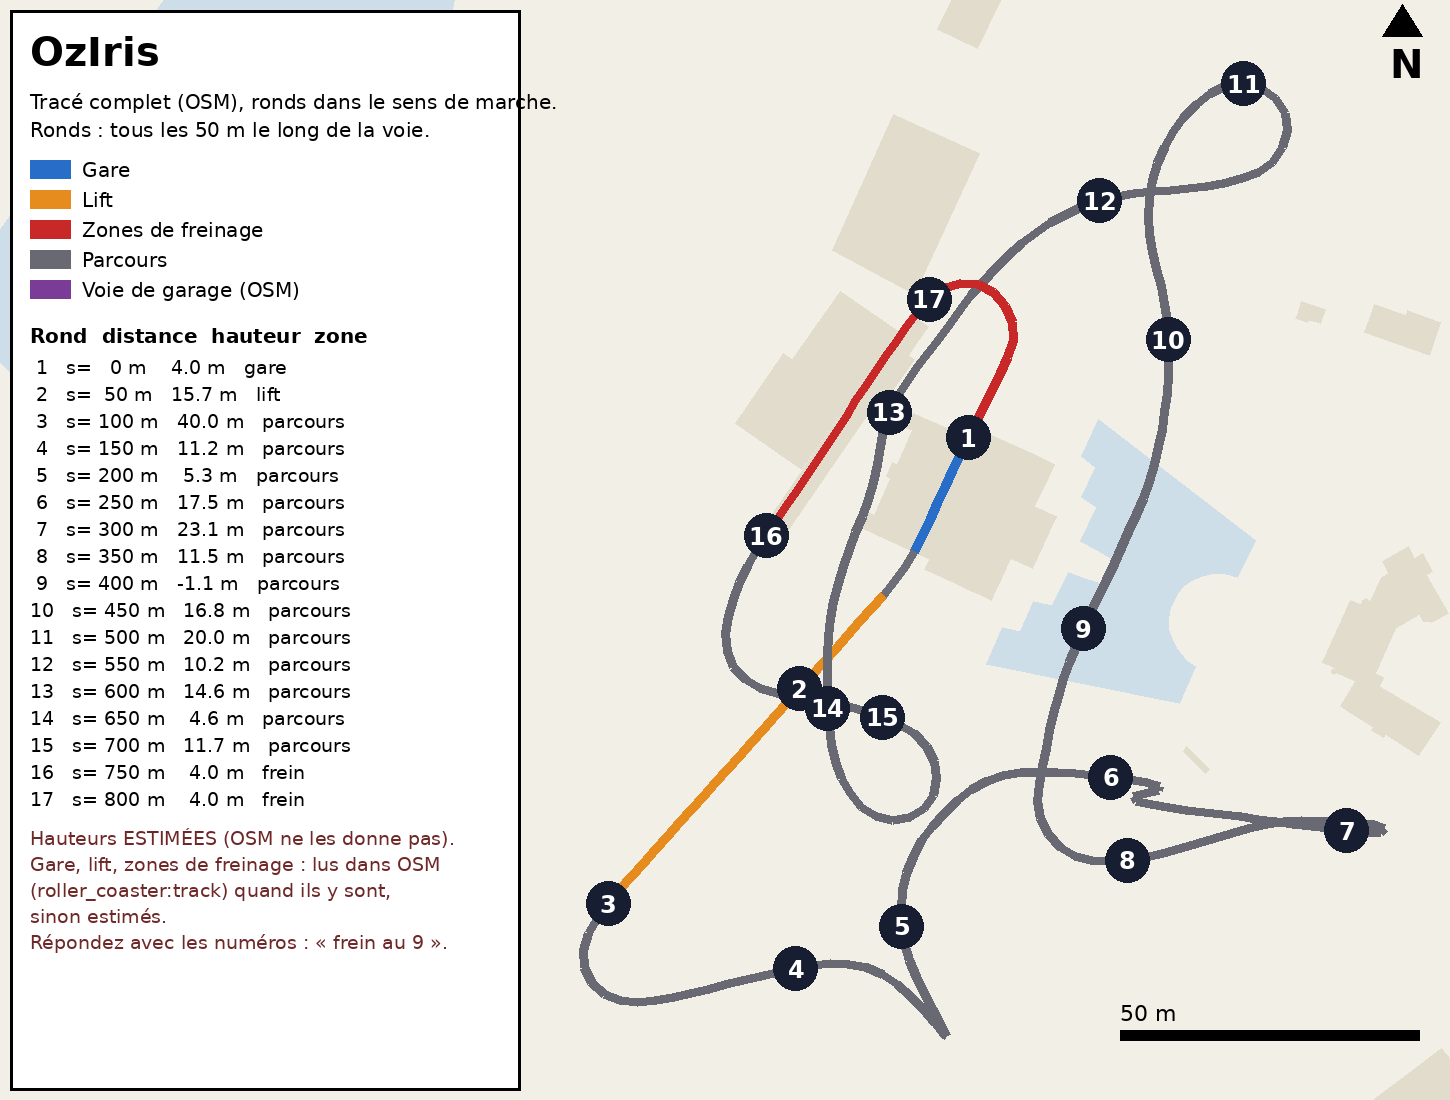 OzIris
Tracé complet (OSM), ronds dans le sens de marche.
Ronds : tous les 50 m le long de la voie.
Gare
Lift
Zones de freinage
Parcours
Voie de garage (OSM)
Rond distance hauteur zone
1 s= 0 m 4.0 m gare
2 s= 50 m 15.7 m lift
3 s= 100 m 40.0 m parcours
4 s= 150 m 11.2 m parcours
5 s= 200 m 5.3 m parcours
6 s= 250 m 17.5 m parcours
7 s= 300 m 23.1 m parcours
8 s= 350 m 11.5 m parcours
9 s= 400 m -1.1 m parcours
10 s= 450 m 16.8 m parcours
11 s= 500 m 20.0 m parcours
12 s= 550 m 10.2 m parcours
13 s= 600 m 14.6 m parcours
14 s= 650 m 4.6 m parcours
15 s= 700 m 11.7 m parcours
16 s= 750 m 4.0 m frein
17 s= 800 m 4.0 m frein
Hauteurs ESTIMÉES (OSM ne les donne pas).
Gare, lift, zones de freinage : lus dans OSM
(roller_coaster:track) quand ils y sont,
sinon estimés.
Répondez avec les numéros : « frein au 9 ».
N
11
12
17
10
13
1
16
9
2
14
15
6
7
8
3
5
4
50 m